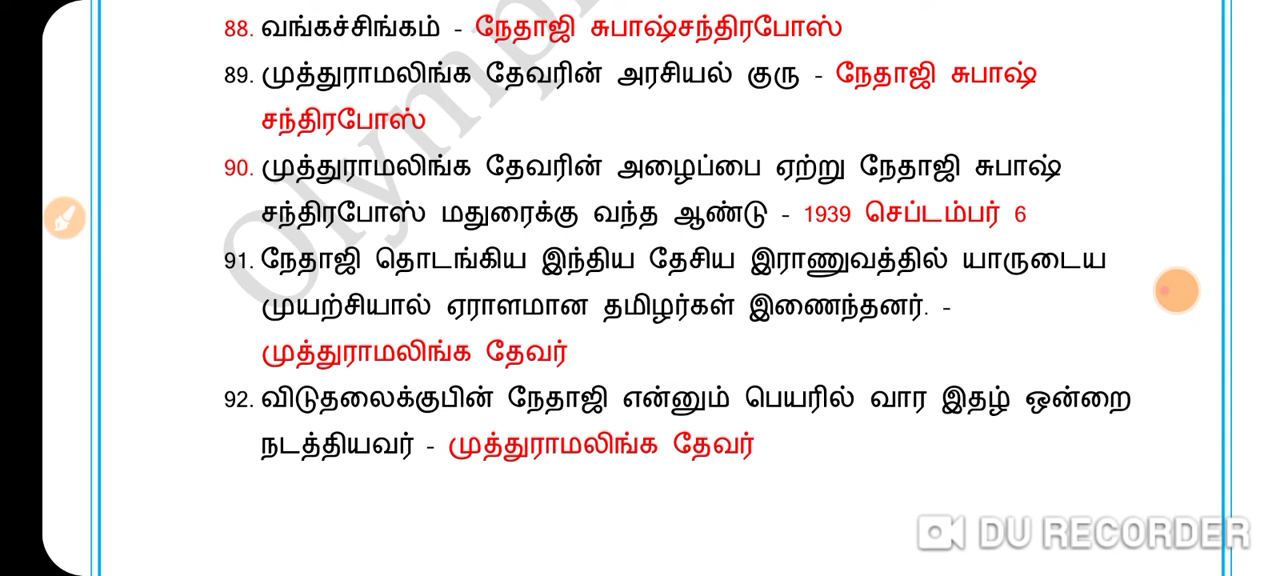 88. வங்கச்சிங்கம் - நேதாஜி சுபாஷ்சந்திரபோஸ்
89. முத்துராமலிங்க தேவரின் அரசியல் குரு - நேதாஜி சுபாஷ்
சந்திரபோஸ்
90. முத்துராமலிங்க தேவரின் அழைப்பை ஏற்று நேதாஜி சுபாஷ்
சந்திரபோஸ் மதுரைக்கு வந்த ஆண்டு - 1939 செப்டம்பர் 6
91. நேதாஜி தொடங்கிய இந்திய தேசிய இராணுவத்தில் யாருடைய
முயற்சியால் ஏராளமான தமிழர்கள் இணைந்தனர். -
முத்துராமலிங்க தேவர்
92. விடுதலைக்குபின் நேதாஜி என்னும் பெயரில் வார இதழ் ஒன்றை
நடத்தியவர் - முத்துராமலிங்க தேவர்
DU RECORDER